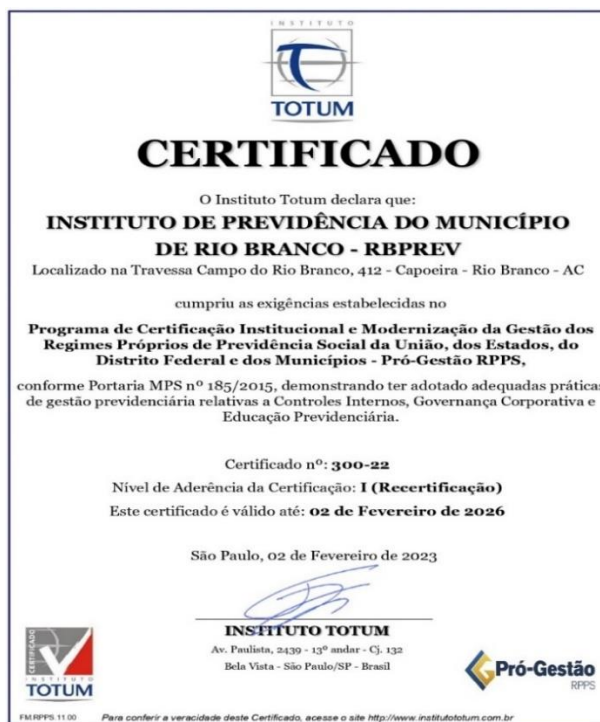 INSTITUTO
TOTUM
CERTIFICADO
O Instituto Totum declara que:
INSTITUTO DE PREVIDÊNCIA DO MUNICÍPIO
DE RIO BRANCO - RBPREV
Localizado na Travessa Campo do Rio Branco, 412 - Capoeira - Rio Branco - AC
cumpriu as exigências estabelecidas no
Programa de Certificação Institucional e Modernização da Gestão dos
Regimes Próprios de Previdência Social da União, dos Estados, do
Distrito Federal e dos Municípios - Pró-Gestão RPPS,
conforme Portaria MPS nº 185/2015, demonstrando ter adotado adequadas práticas
de gestão previdenciária relativas a Controles Internos, Governança Corporativa e
Educação Previdenciária.
Certificado nº: 300-22
Nível de Aderência da Certificação: I (Recertificação)
Este certificado é válido até: 02 de Fevereiro de 2026
São Paulo, 02 de Fevereiro de 2023
INSTITUTO TOTUM
Av. Paulista, 2439 - 13º andar - Cj. 132
Bela Vista - São Paulo/SP - Brasil
CERTIFICADO
INSTITUTO
TOTUM
Pró-Gestão
RPPS
FM.RPPS.11.00 Para conferir a veracidade deste Certificado, acesse o site http://www.institutototum.com.br